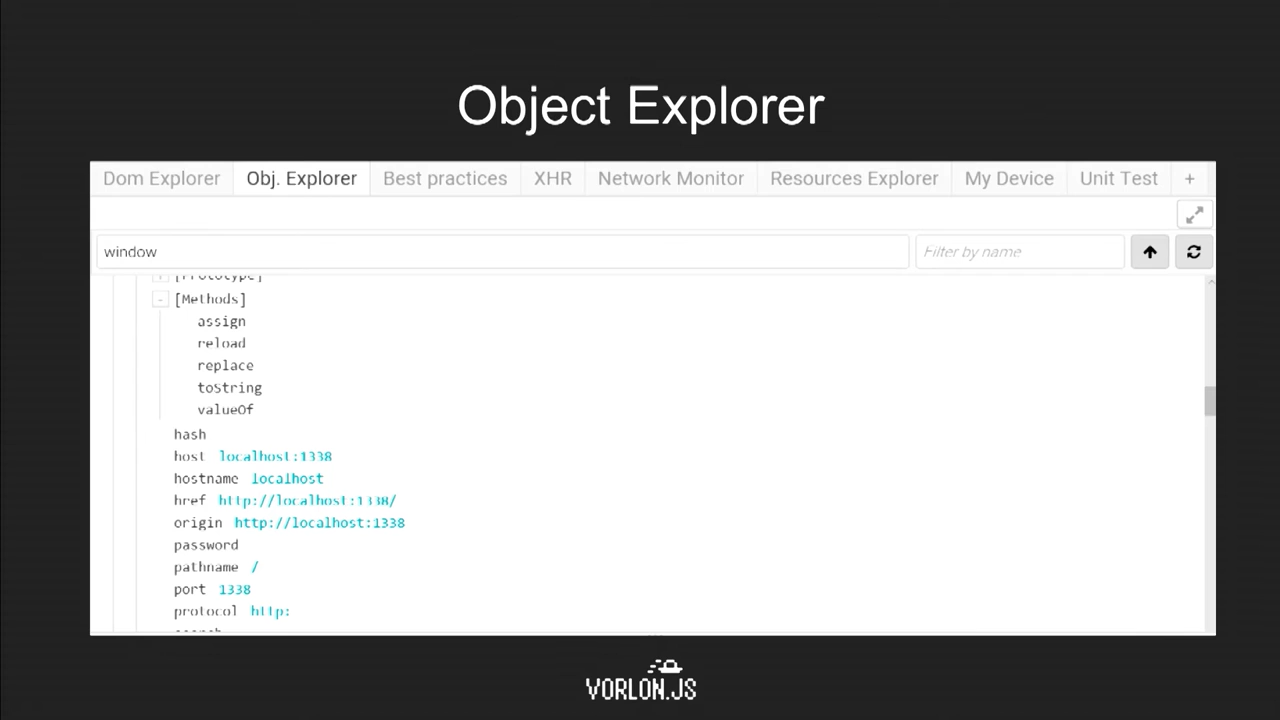 Object Explorer
Dom Explorer Obj. Explorer Best practices XHR Network Monitor Resources Explorer My Device Unit Test +
window Filter by name
[Prototype]
- [Methods]
assign
reload
replace
toString
valueOf
hash
host localhost:1338
hostname localhost
href http://localhost:1338/
origin http://localhost:1338
password
pathname /
port 1338
protocol http:
search
VORLON.JS